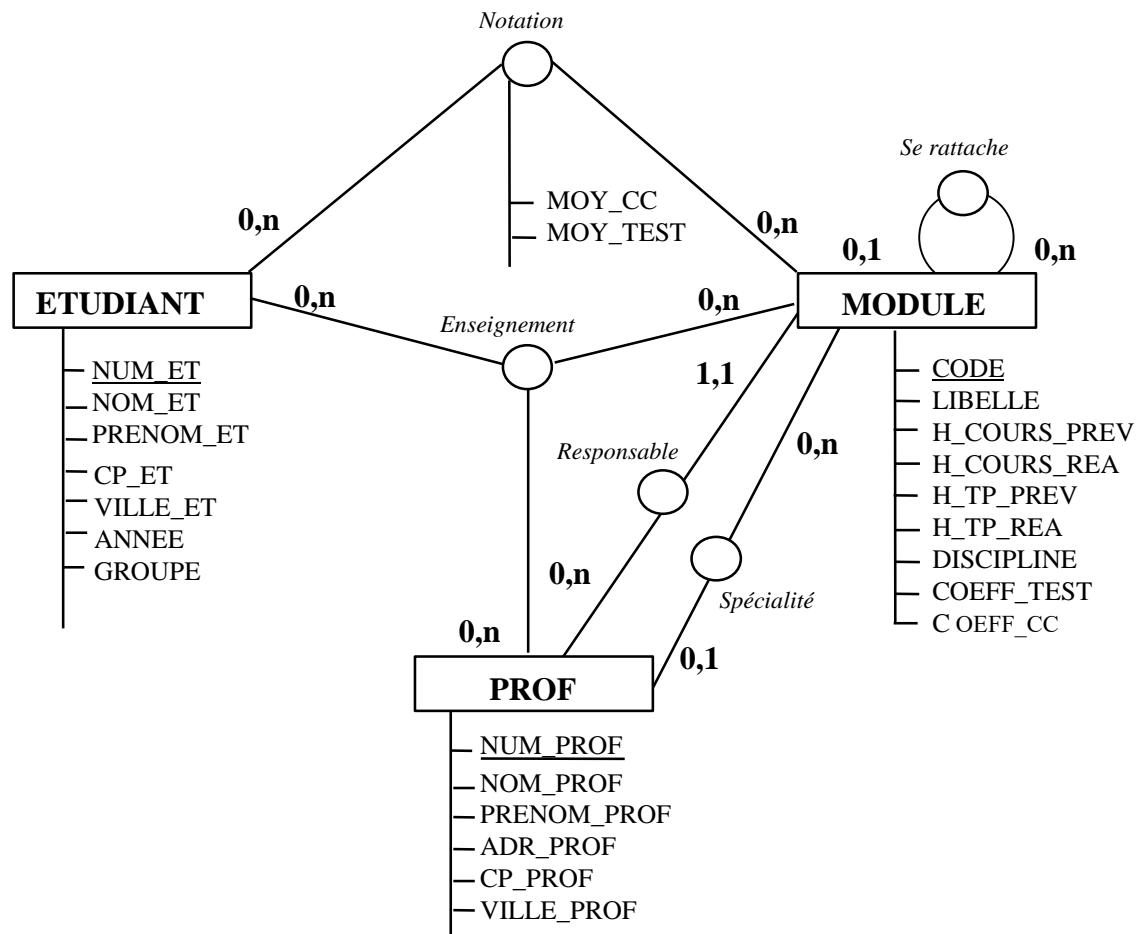 Notation
Se rattache
MOY_CC
MOY_TEST
0,n
0,n
0,1
0,n
ETUDIANT
0,n
Enseignement
0,n
MODULE
NUM_ET
NOM_ET
PRENOM_ET
CP_ET
VILLE_ET
ANNEE
GROUPE
1,1
0,n
Responsable
CODE
LIBELLE
H_COURS_PREV
H_COURS_REA
H_TP_PREV
H_TP_REA
DISCIPLINE
COEFF_TEST
C OEFF_CC
0,n
Spécialité
0,n
0,1
PROF
NUM_PROF
NOM_PROF
PRENOM_PROF
ADR_PROF
CP_PROF
VILLE_PROF